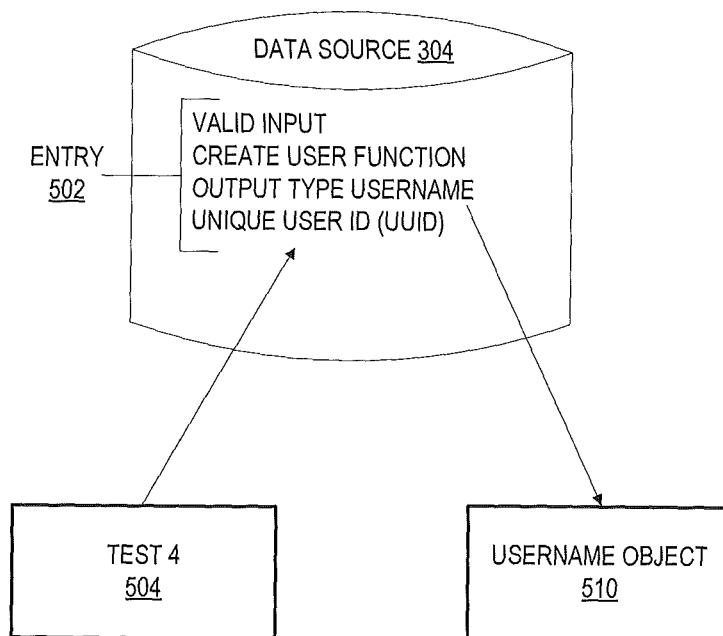 DATA SOURCE 304
VALID INPUT
CREATE USER FUNCTION
OUTPUT TYPE USERNAME
UNIQUE USER ID (UUID)
ENTRY
502
TEST 4
504
USERNAME OBJECT
510